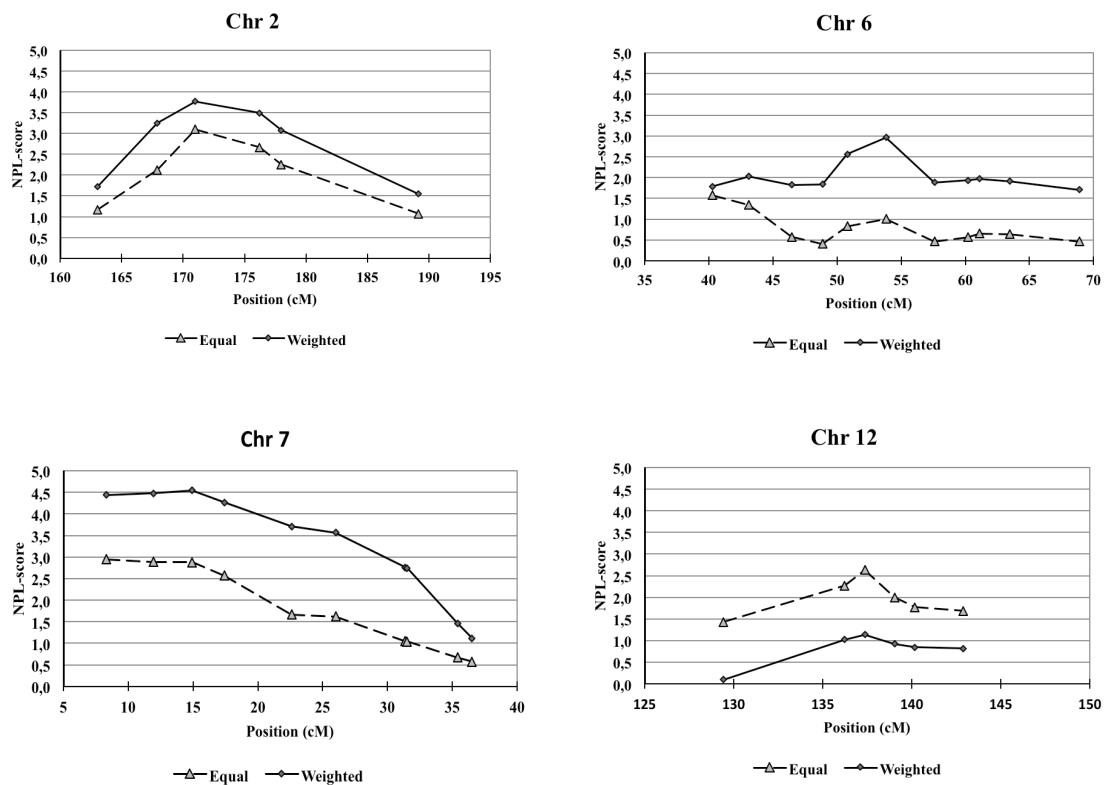 Chr 2
NPL-score
5,0
4,5
4,0
3,5
3,0
2,5
2,0
1,5
1,0
0,5
0,0
160 165 170 175 180 185 190 195
Position (cM)
Equal Weighted
Chr 6
NPL-score
5,0
4,5
4,0
3,5
3,0
2,5
2,0
1,5
1,0
0,5
0,0
35 40 45 50 55 60 65 70
Position (cM)
Equal Weighted
Chr 7
NPL-score
5,0
4,5
4,0
3,5
3,0
2,5
2,0
1,5
1,0
0,5
0,0
5 10 15 20 25 30 35 40
Position (cM)
Equal Weighted
Chr 12
NPL-score
5,0
4,5
4,0
3,5
3,0
2,5
2,0
1,5
1,0
0,5
0,0
125 130 135 140 145 150
Position (cM)
Equal Weighted